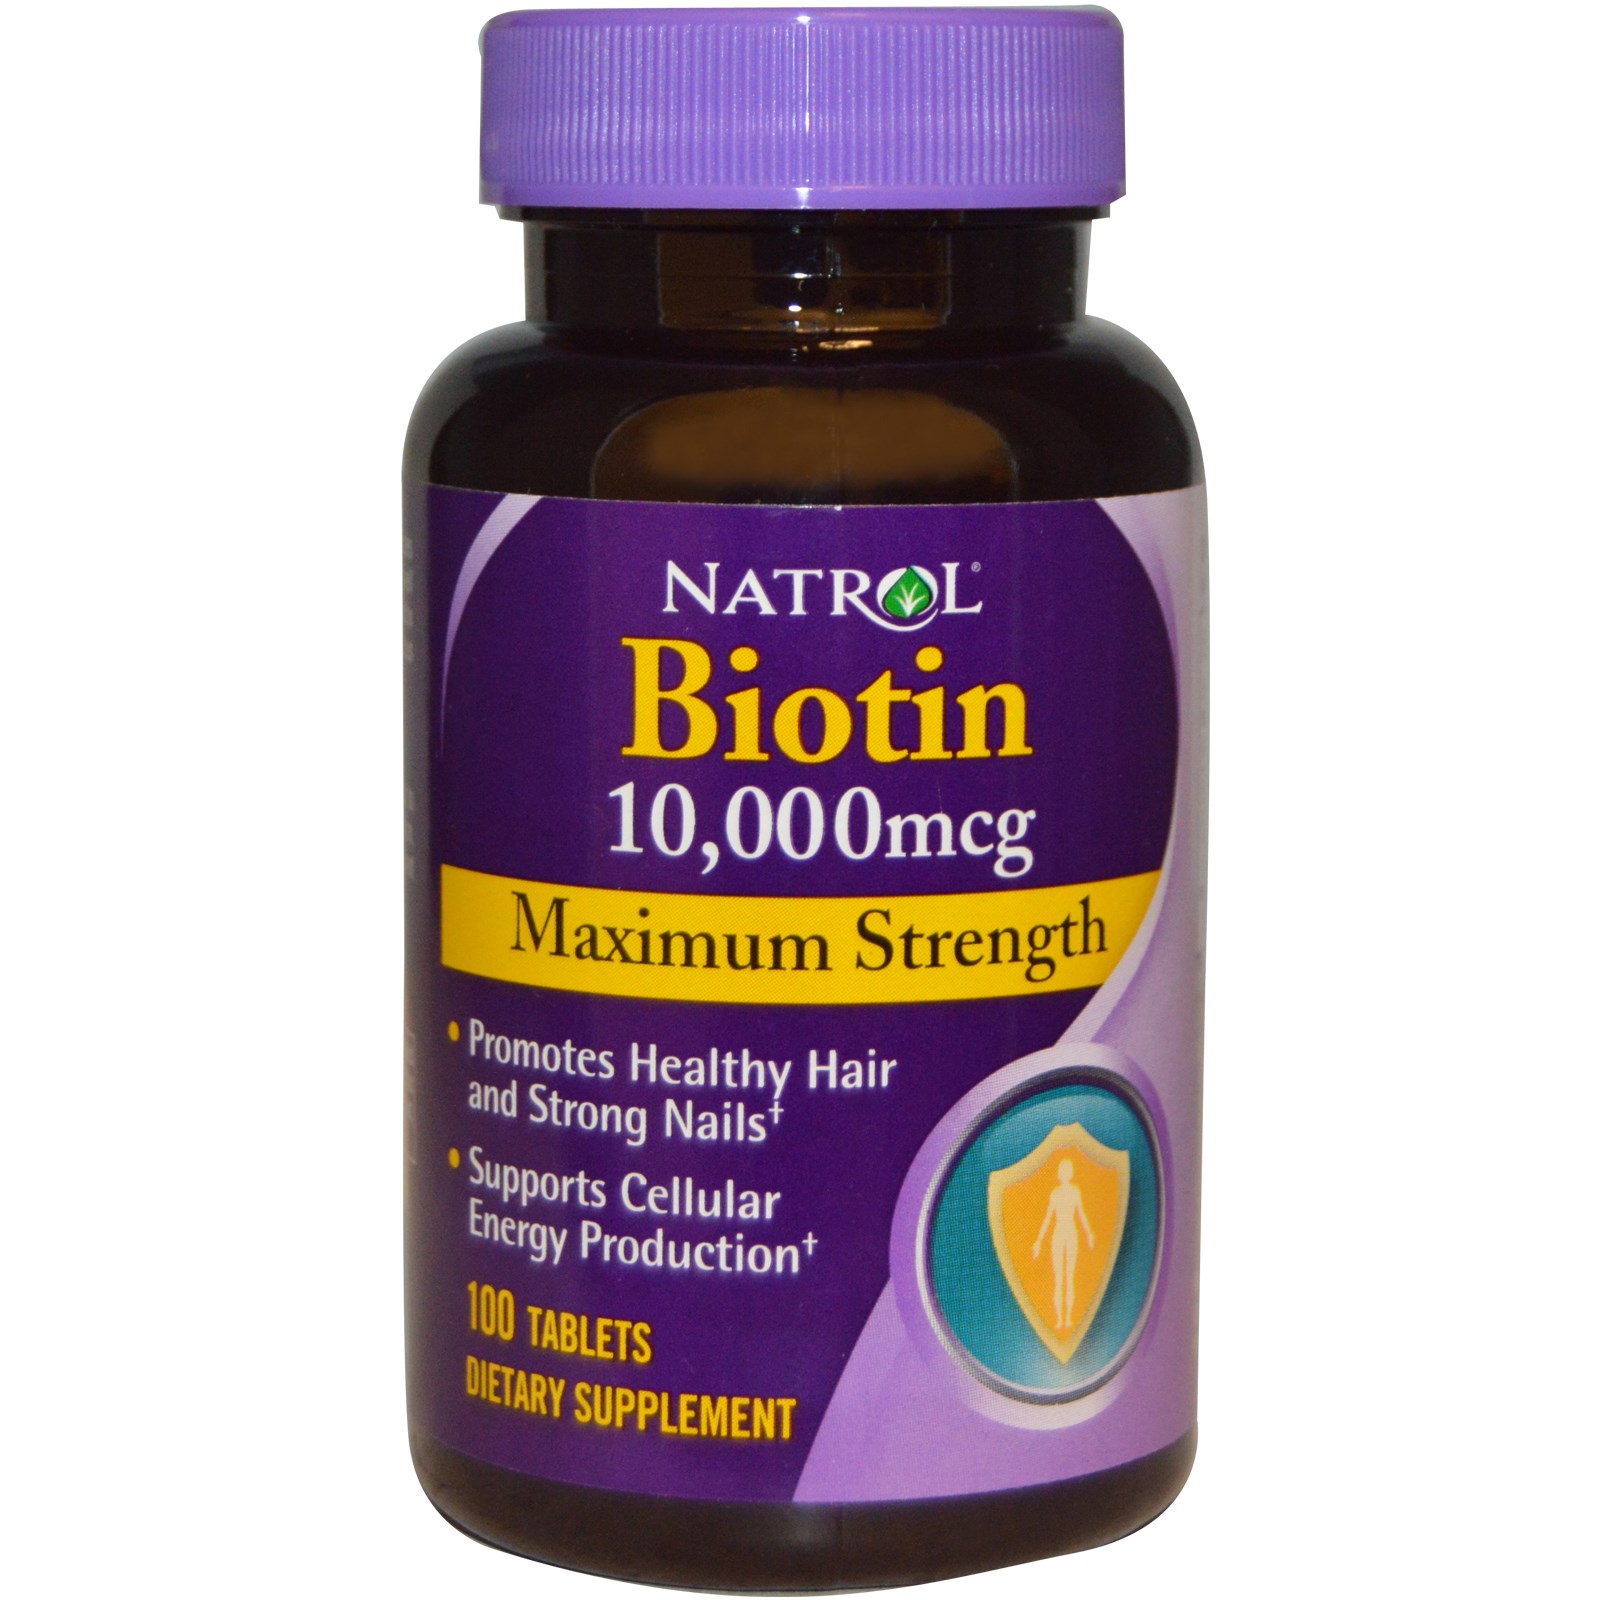 NATROL®
Biotin
10,000mcg
Maximum Strength
• Promotes Healthy Hair
and Strong Nails†
• Supports Cellular
Energy Production†
100 TABLETS
DIETARY SUPPLEMENT